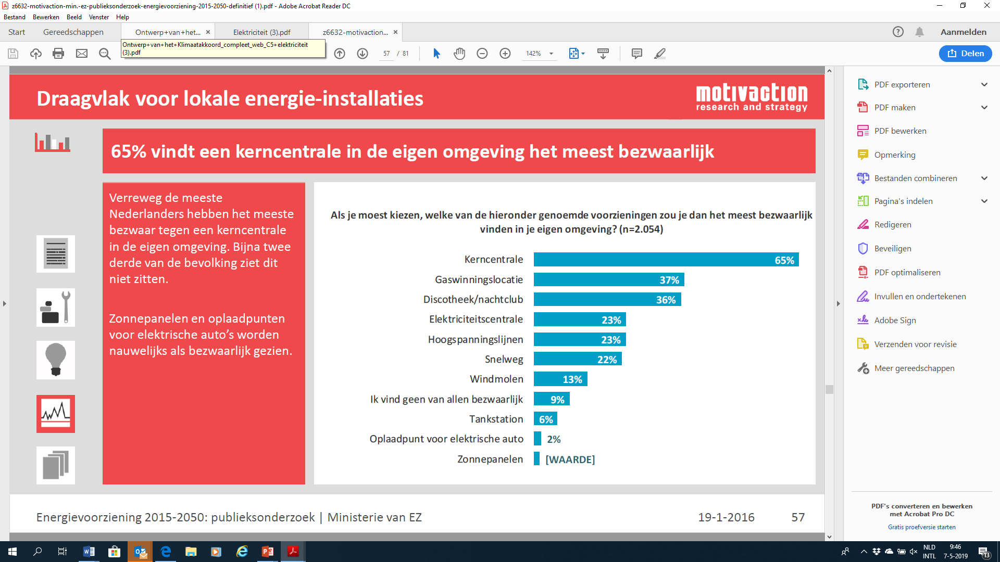 z6632-motivaction-min.-ez-publieksonderzoek-energievoorziening-2015-2050-definitief (1).pdf - Adobe Acrobat Reader DC
Bestand Bewerken Beeld Venster Help
Start Gereedschappen Ontwerp+van+het... Elektriciteit (3).pdf z6632-motivaction... Aanmelden
Ontwerp+van+het+Klimaatakkoord_compleet_web_C5+elektriciteit
(3).pdf
57 / 81 142% Delen
Draagvlak voor lokale energie-installaties
motivaction
research and strategy
65% vindt een kerncentrale in de eigen omgeving het meest bezwaarlijk
Verreweg de meeste
Nederlanders hebben het meeste
bezwaar tegen een kerncentrale
in de eigen omgeving. Bijna twee
derde van de bevolking ziet dit
niet zitten.
Zonnepanelen en oplaadpunten
voor elektrische auto's worden
nauwelijks als bezwaarlijk gezien.
Als je moest kiezen, welke van de hieronder genoemde voorzieningen zou je dan het meest bezwaarlijk
vinden in je eigen omgeving? (n=2.054)
Kerncentrale 65%
Gaswinningslocatie 37%
Discotheek/nachtclub 36%
Elektriciteitscentrale 23%
Hoogspanningslijnen 23%
Snelweg 22%
Windmolen 13%
Ik vind geen van allen bezwaarlijk 9%
Tankstation 6%
Oplaadpunt voor elektrische auto 2%
Zonnepanelen [WAARDE]
Energievoorziening 2015-2050: publieksonderzoek | Ministerie van EZ 19-1-2016 57
PDF exporteren
PDF maken
PDF bewerken
Opmerking
Bestanden combineren
Pagina's indelen
Redigeren
Beveiligen
PDF optimaliseren
Invullen en ondertekenen
Adobe Sign
Verzenden voor revisie
Meer gereedschappen
PDF's converteren en bewerken
met Acrobat Pro DC
Gratis proefversie starten
NLD 9:46
INTL 7-5-2019
13